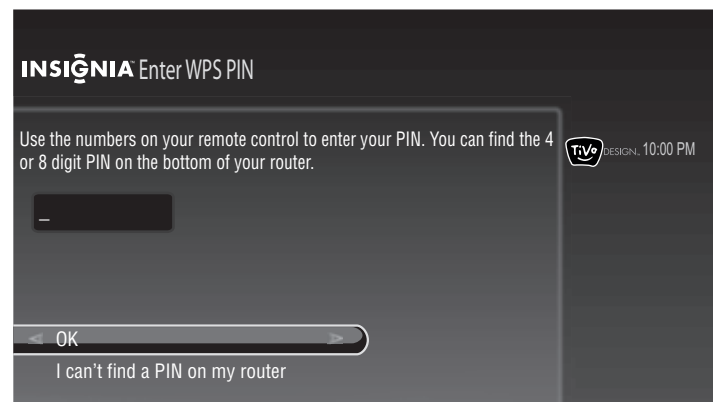 INSIGNIA™ Enter WPS PIN
Use the numbers on your remote control to enter your PIN. You can find the 4
or 8 digit PIN on the bottom of your router.
TiVo DESIGN™ 10:00 PM
_
OK
I can't find a PIN on my router